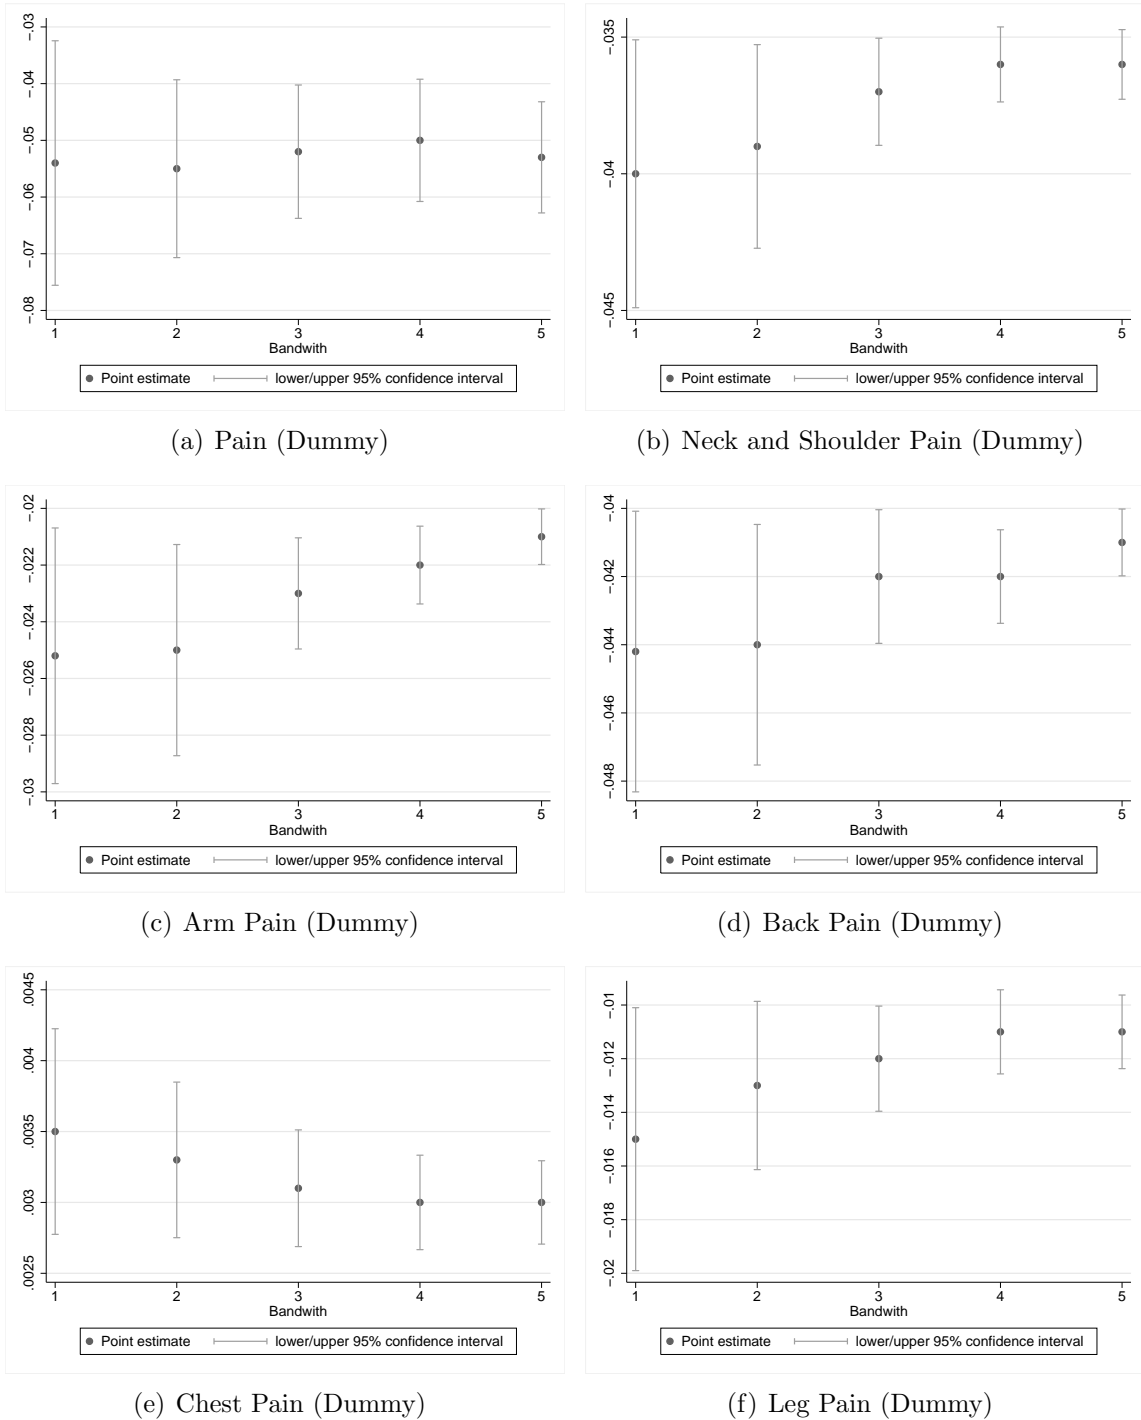 -.03
-.04
-.05
-.06
-.07
-.08
1 2 3 4 5
Bandwith
Point estimate lower/upper 95% confidence interval
(a) Pain (Dummy)
-.035
-.04
-.045
1 2 3 4 5
Bandwith
Point estimate lower/upper 95% confidence interval
(b) Neck and Shoulder Pain (Dummy)
-.02
-.022
-.024
-.026
-.028
-.03
1 2 3 4 5
Bandwith
Point estimate lower/upper 95% confidence interval
(c) Arm Pain (Dummy)
-.04
-.042
-.044
-.046
-.048
1 2 3 4 5
Bandwith
Point estimate lower/upper 95% confidence interval
(d) Back Pain (Dummy)
.0045
.004
.0035
.003
.0025
1 2 3 4 5
Bandwith
Point estimate lower/upper 95% confidence interval
(e) Chest Pain (Dummy)
-.01
-.012
-.014
-.016
-.018
-.02
1 2 3 4 5
Bandwith
Point estimate lower/upper 95% confidence interval
(f) Leg Pain (Dummy)